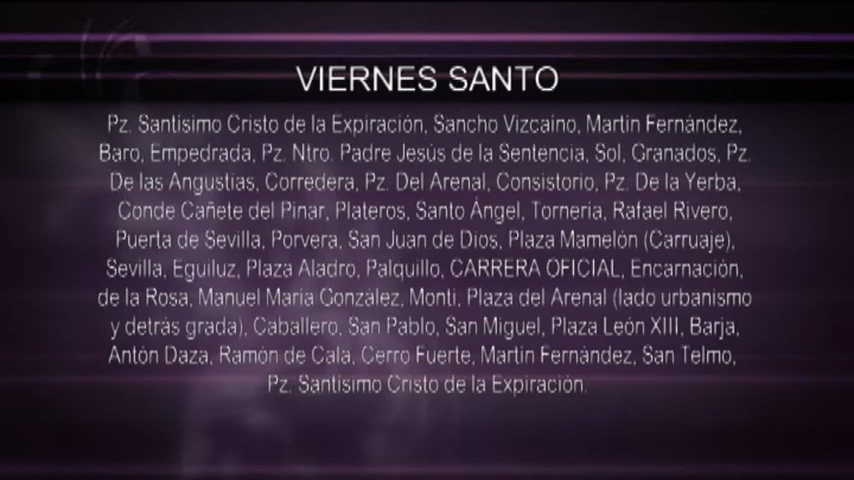 VIERNES SANTO
Pz. Santísimo Cristo de la Expiración, Sancho Vizcaíno, Martín Fernández,
Baro, Empedrada, Pz. Ntro. Padre Jesús de la Sentencia, Sol, Granados, Pz.
De las Angustias, Corredera, Pz. Del Arenal, Consistorio, Pz. De la Yerba,
Conde Cañete del Pinar, Plateros, Santo Ángel, Tornería, Rafael Rivero,
Puerta de Sevilla, Porvera, San Juan de Dios, Plaza Mamelón (Carruaje),
Sevilla, Eguiluz, Plaza Aladro, Palquillo, CARRERA OFICIAL, Encarnación,
de la Rosa, Manuel María González, Monti, Plaza del Arenal (lado urbanismo
y detrás grada), Caballero, San Pablo, San Miguel, Plaza León XIII, Barja,
Antón Daza, Ramón de Cala, Cerro Fuerte, Martín Fernández, San Telmo,
Pz. Santísimo Cristo de la Expiración.